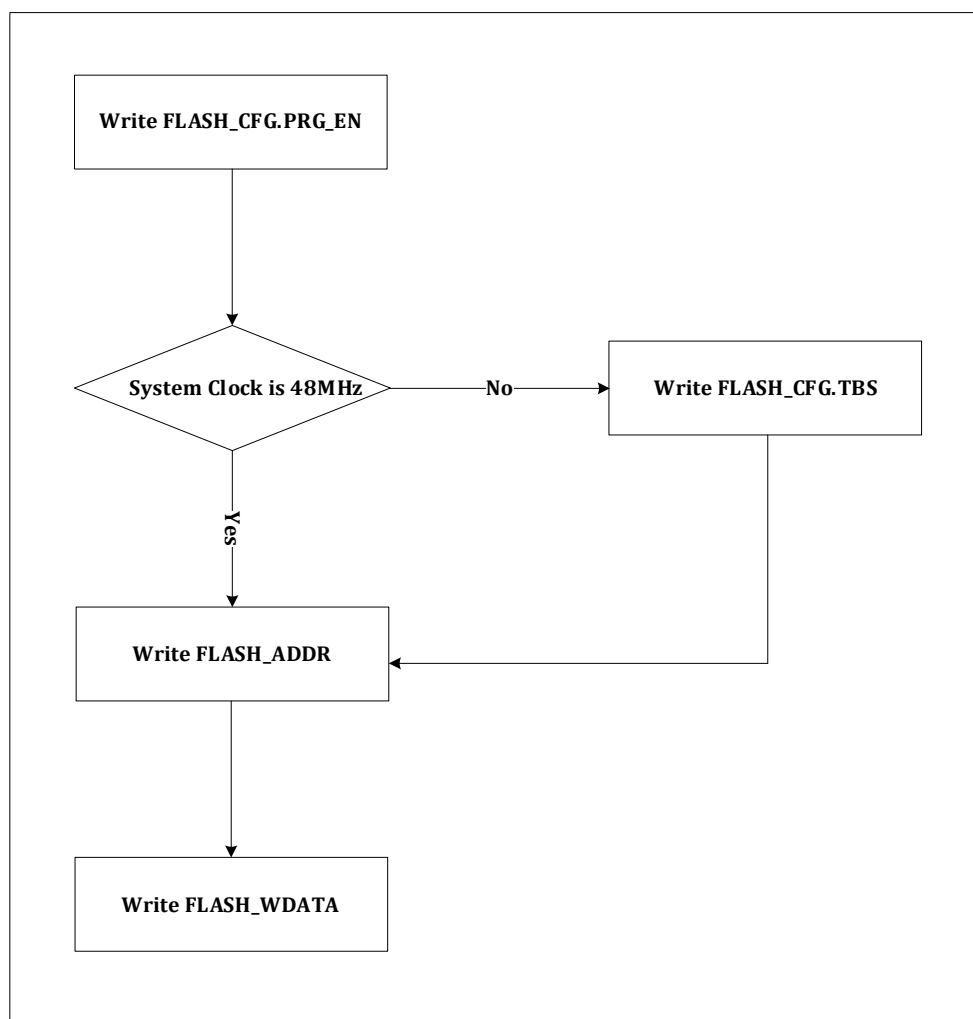 Write FLASH_CFG.PRG_EN
System Clock is 48MHz
No
Write FLASH_CFG.TBS
Yes
Write FLASH_ADDR
Write FLASH_WDATA